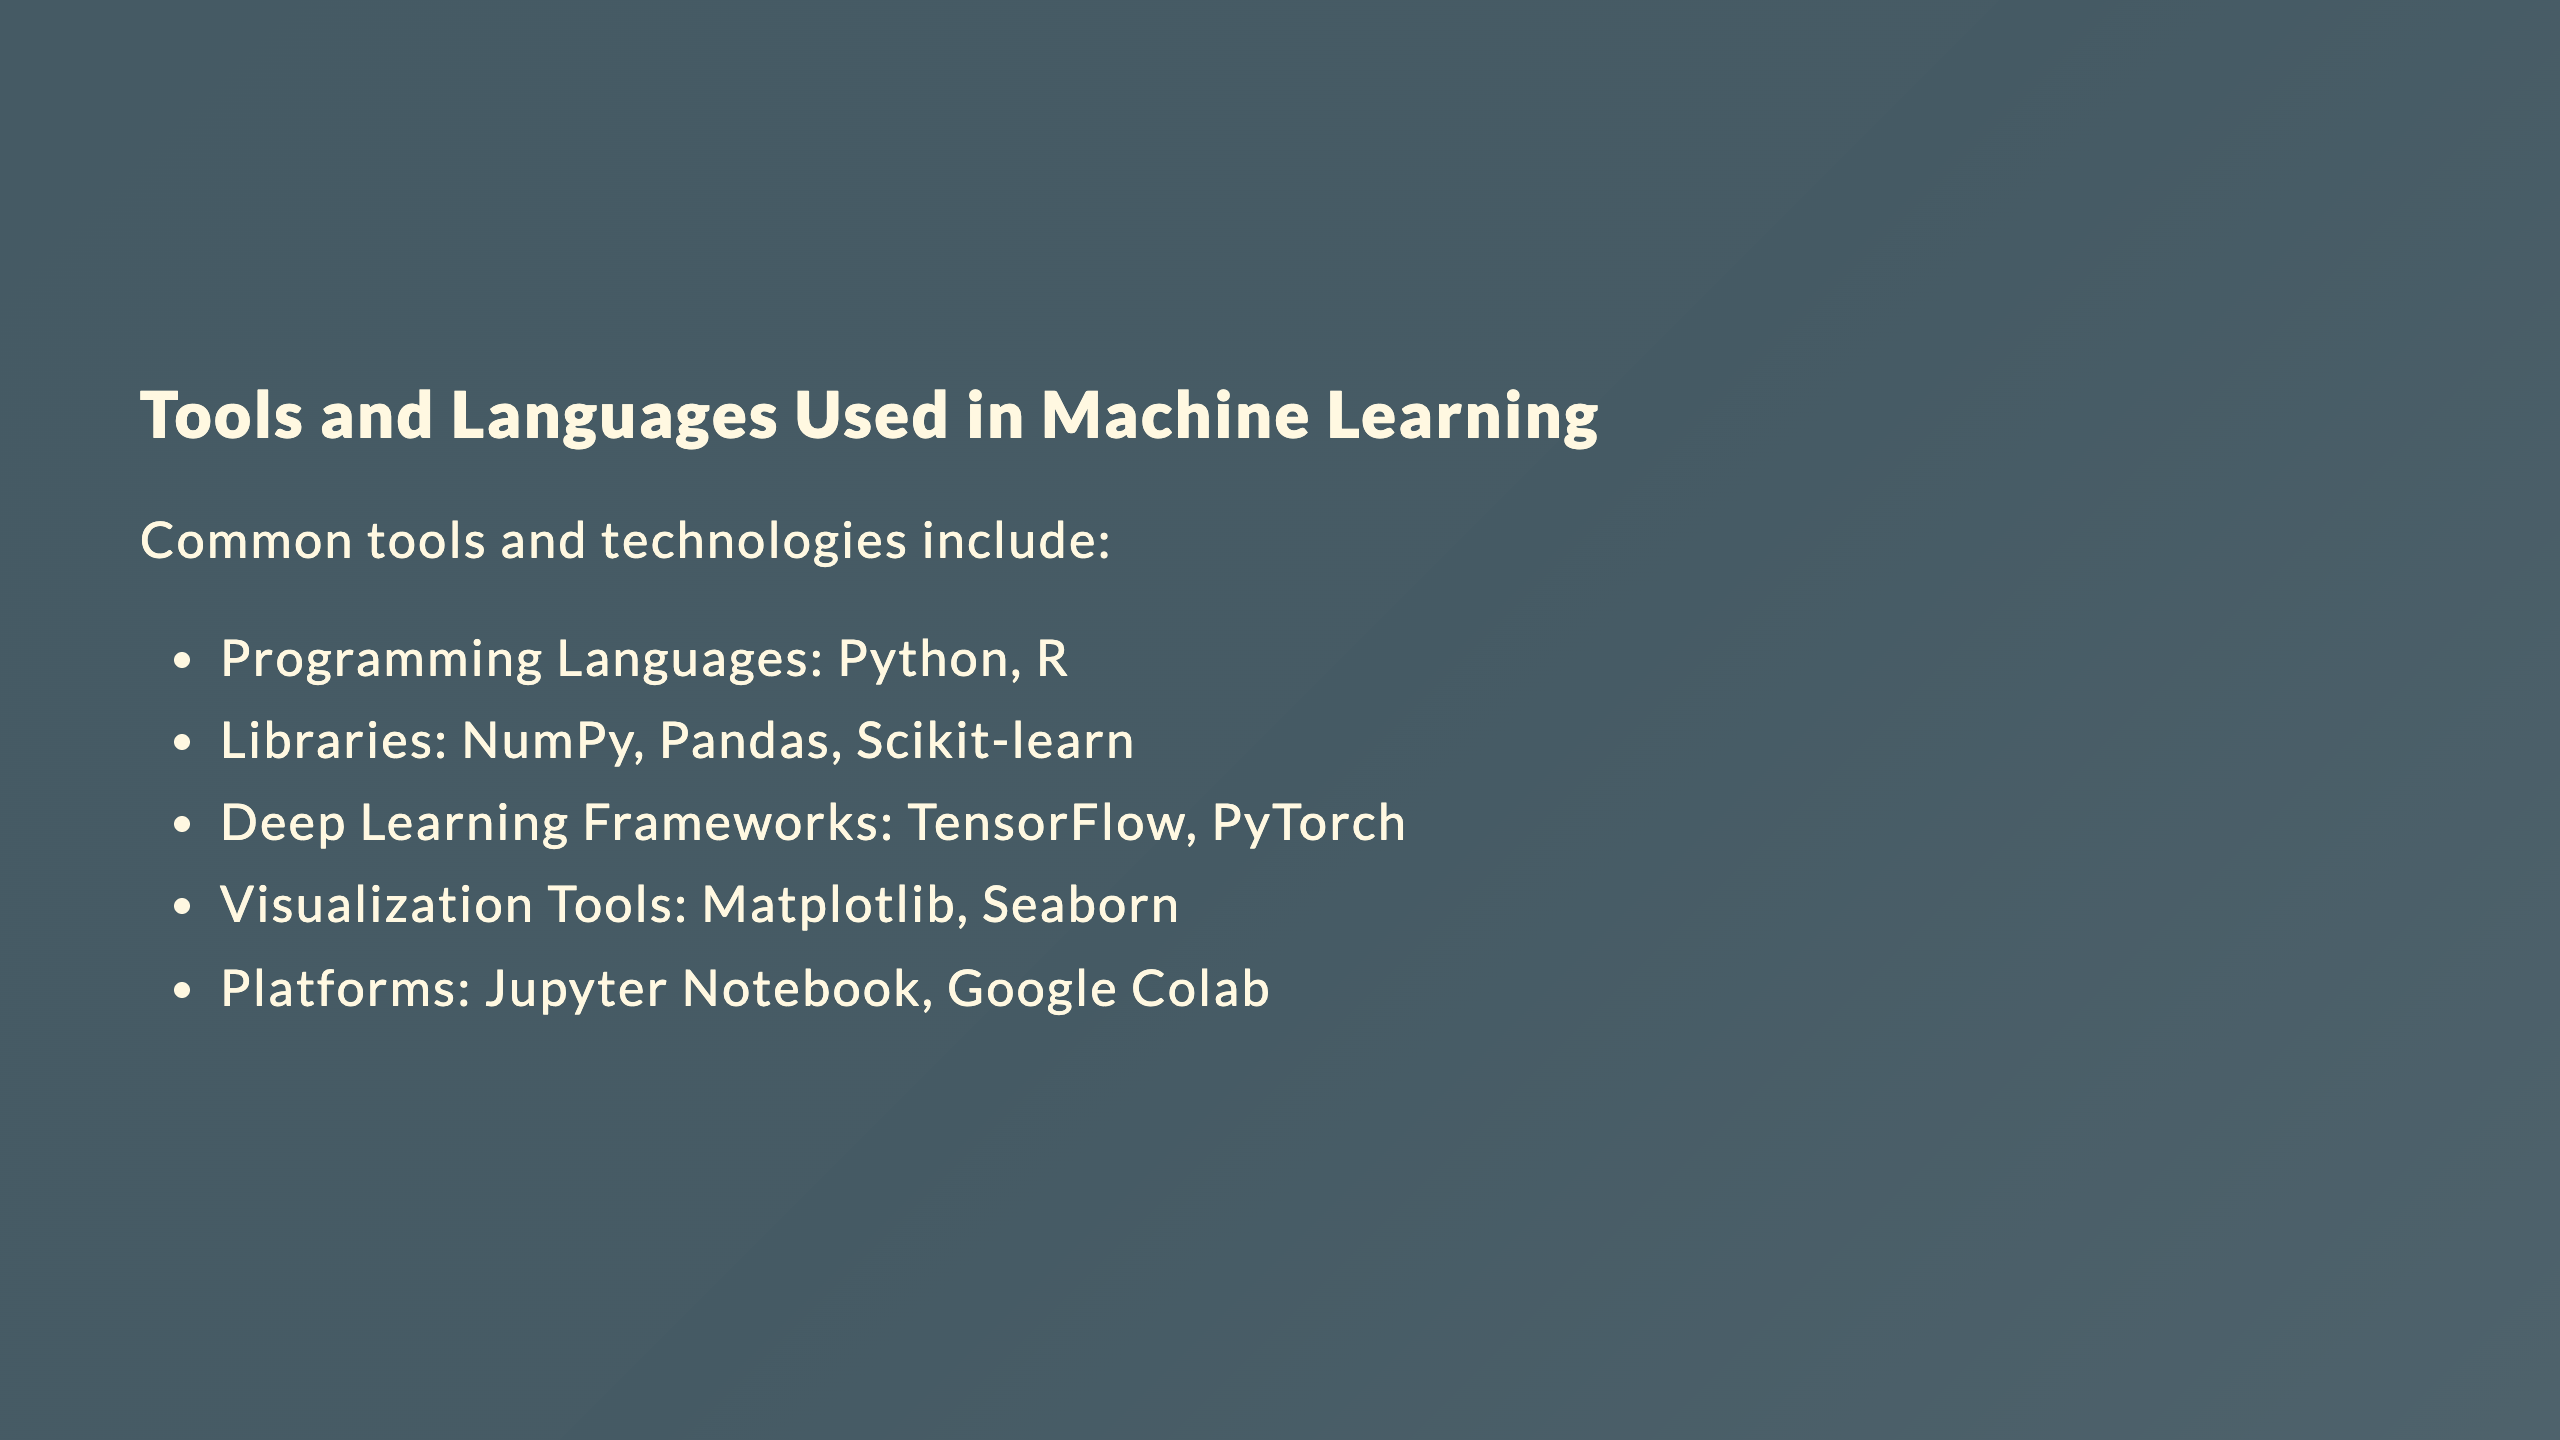 Tools and Languages Used in Machine Learning
Common tools and technologies include:
• Programming Languages: Python, R
• Libraries: NumPy, Pandas, Scikit-learn
• Deep Learning Frameworks: TensorFlow, PyTorch
• Visualization Tools: Matplotlib, Seaborn
• Platforms: Jupyter Notebook, Google Colab